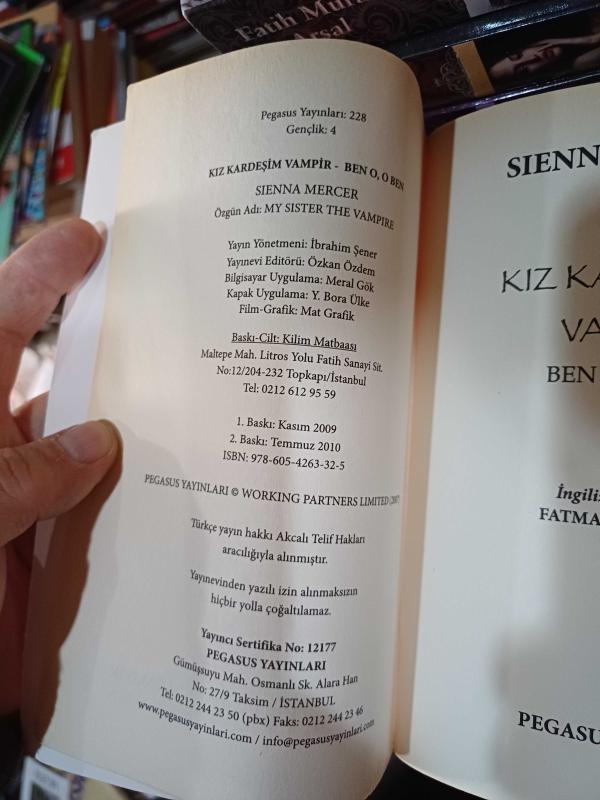 Fatih Mura
Arsal
Pegasus Yayınları: 228
Gençlik: 4
KIZ KARDEŞİM VAMPİR - BEN O, O BEN
SIENNA MERCER
Özgün Adı: MY SISTER THE VAMPIRE
Yayın Yönetmeni: İbrahim Şener
Yayınevi Editörü: Özkan Özdem
Bilgisayar Uygulama: Meral Gök
Kapak Uygulama: Y. Bora Ülke
Film-Grafik: Mat Grafik
Baskı-Cilt: Kilim Matbaası
Maltepe Mah. Litros Yolu Fatih Sanayi Sit.
No:12/204-232 Topkapı/İstanbul
Tel: 0212 612 95 59
1. Baskı: Kasım 2009
2. Baskı: Temmuz 2010
ISBN: 978-605-4263-32-5
PEGASUS YAYINLARI © WORKING PARTNERS LIMITED (2007
Türkçe yayın hakkı Akcalı Telif Hakları
aracılığıyla alınmıştır.
Yayınevinden yazılı izin alınmaksızın
hiçbir yolla çoğaltılamaz.
Yayıncı Sertifika No: 12177
PEGASUS YAYINLARI
Gümüşsuyu Mah. Osmanlı Sk. Alara Han
No: 27/9 Taksim / İSTANBUL
Tel: 0212 244 23 50 (pbx) Faks: 0212 244 23 46
www.pegasusyayinlari.com / info@pegasusyayinlari.com
SIENN
KIZ KA
VA
BEN
İngiliz
FATMA
PEGASU